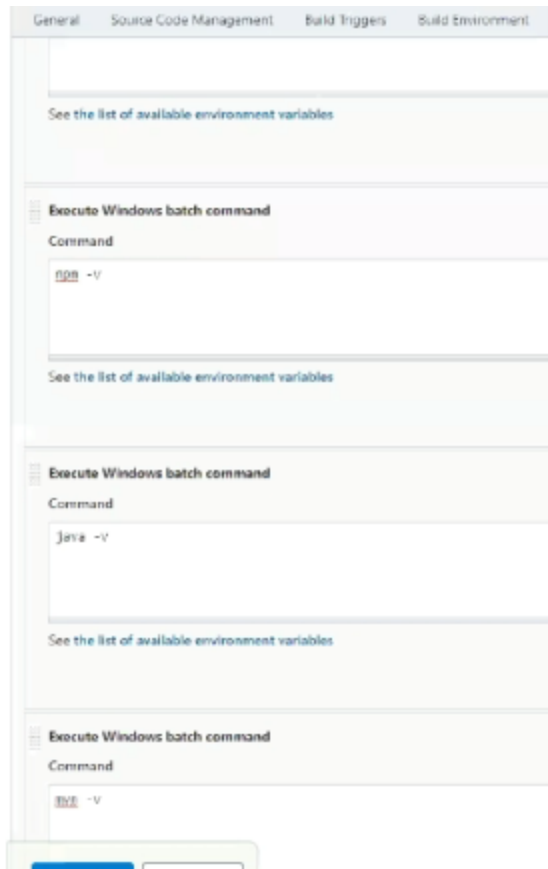 General Source Code Management Build Triggers Build Environment
See the list of available environment variables
Execute Windows batch command
Command
npm -v
See the list of available environment variables
Execute Windows batch command
Command
java -v
See the list of available environment variables
Execute Windows batch command
Command
mvn -v